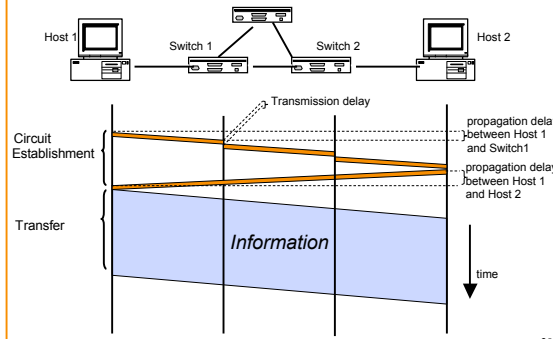 Host 1
Switch 1
Switch 2
Host 2
Transmission delay
propagation dela
between Host 1
and Switch1
Circuit
Establishment
propagation delay
between Host 1
and Host 2
Transfer
Information
time